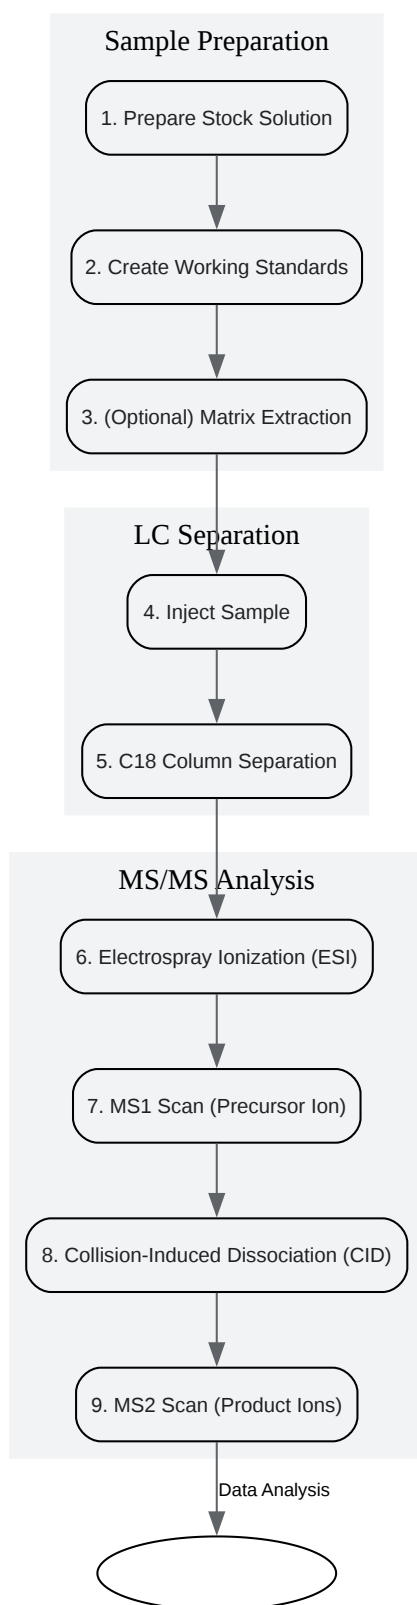 Sample Preparation
1. Prepare Stock Solution
2. Create Working Standards
3. (Optional) Matrix Extraction
LC Separation
4. Inject Sample
5. C18 Column Separation
MS/MS Analysis
6. Electrospray Ionization (ESI)
7. MS1 Scan (Precursor Ion)
8. Collision-Induced Dissociation (CID)
9. MS2 Scan (Product Ions)
Data Analysis